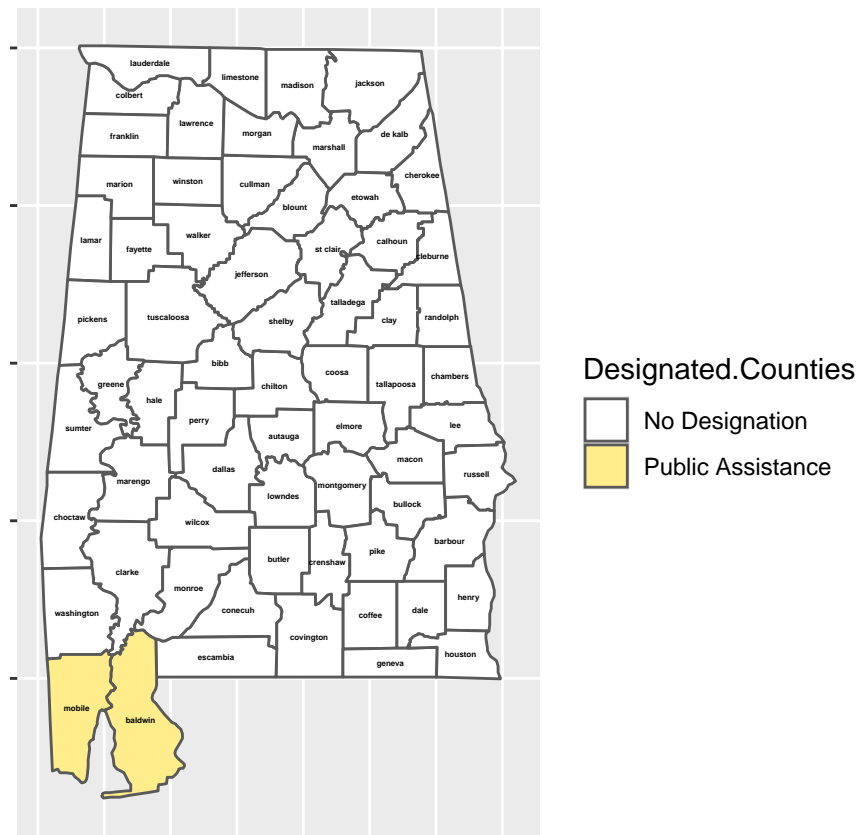 lauderdale
limestone
madison
jackson
colbert
lawrence
franklin
morgan
de kalb
marshall
cherokee
marion
winston
cullman
etowah
blount
lamar
fayette
walker
st clair
calhoun
cleburne
jefferson
talladega
pickens
tuscaloosa
shelby
clay
randolph
bibb
coosa
chambers
greene
chilton
tallapoosa
hale
sumter
perry
autauga
elmore
lee
dallas
macon
marengo
montgomery
russell
lowndes
bullock
choctaw
wilcox
barbour
pike
butler
crenshaw
clarke
monroe
henry
washington
conecuh
coffee
dale
covington
escambia
geneva
houston
mobile
baldwin
Designated.Counties
No Designation
Public Assistance